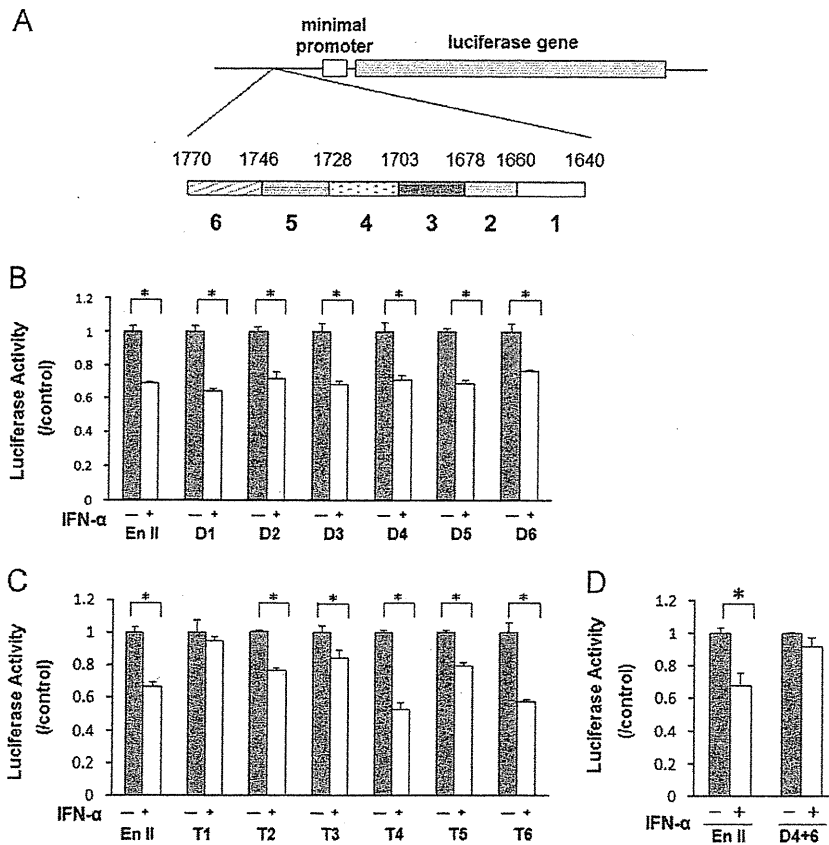 A
minimal
promoter
luciferase gene
1770 1746 1728 1703 1678 1660 1640
6 5 4 3 2 1
B
Luciferase Activity
(/control)
1.2
1
0.8
0.6
0.4
0.2
0
* * * * * * *
IFN-α
— + — + — + — + — + — + — +
En II D1 D2 D3 D4 D5 D6
C
Luciferase Activity
(/control)
1.2
1
0.8
0.6
0.4
0.2
0
* * * * * *
IFN-α
— + — + — + — + — + — + — +
En II T1 T2 T3 T4 T5 T6
D
Luciferase Activity
(/control)
1.2
1
0.8
0.6
0.4
0.2
0
*
IFN-α
— + — +
En II D4+6